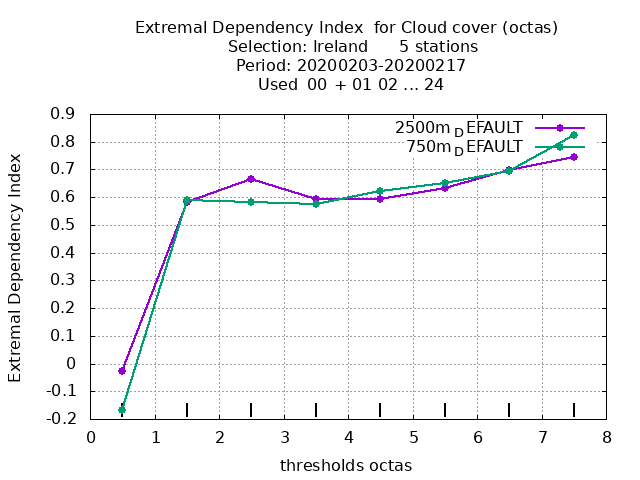 Extremal Dependency Index  for Cloud cover (octas)
Selection: Ireland      5 stations
Period: 20200203-20200217
Used  00  + 01 02 ... 24
2500m_DEFAULT
750m_DEFAULT
0.9
0.8
0.7
0.6
0.5
0.4
0.3
0.2
0.1
0
-0.1
-0.2
0 1 2 3 4 5 6 7 8
Extremal Dependency Index
thresholds octas